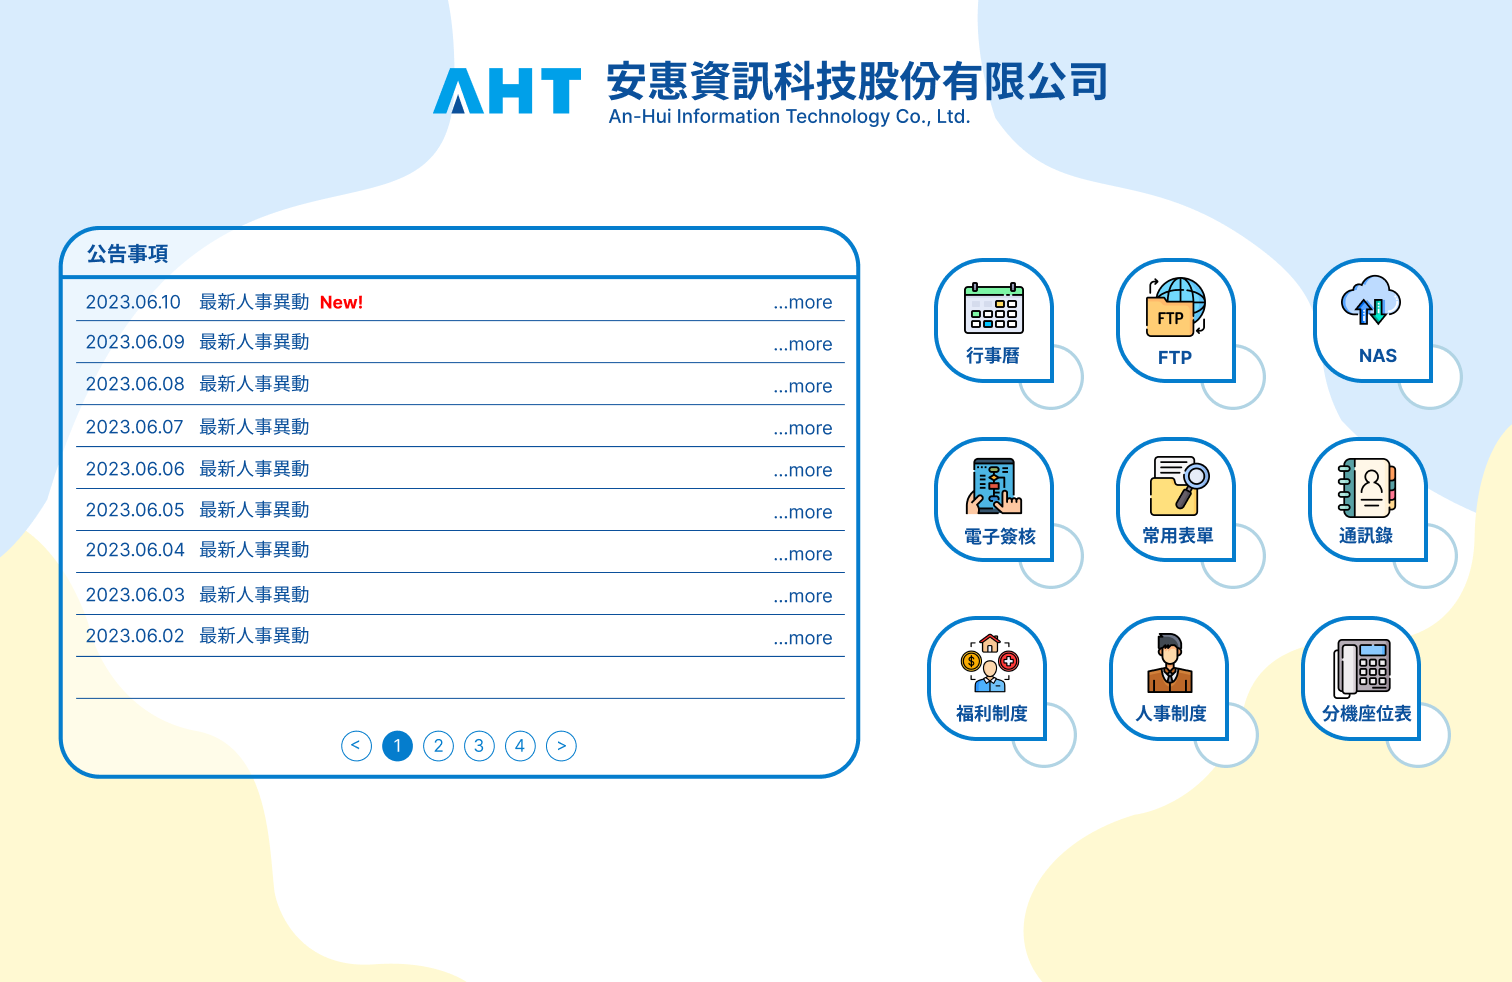 AHT 安惠資訊科技股份有限公司
An-Hui Information Technology Co., Ltd.
公告事項
2023.06.10 最新人事異動 New! ...more
2023.06.09 最新人事異動 ...more
2023.06.08 最新人事異動 ...more
2023.06.07 最新人事異動 ...more
2023.06.06 最新人事異動 ...more
2023.06.05 最新人事異動 ...more
2023.06.04 最新人事異動 ...more
2023.06.03 最新人事異動 ...more
2023.06.02 最新人事異動 ...more
< 1 2 3 4 >
FTP
行事曆 FTP NAS
電子簽核 常用表單 通訊錄
$
福利制度 人事制度 分機座位表